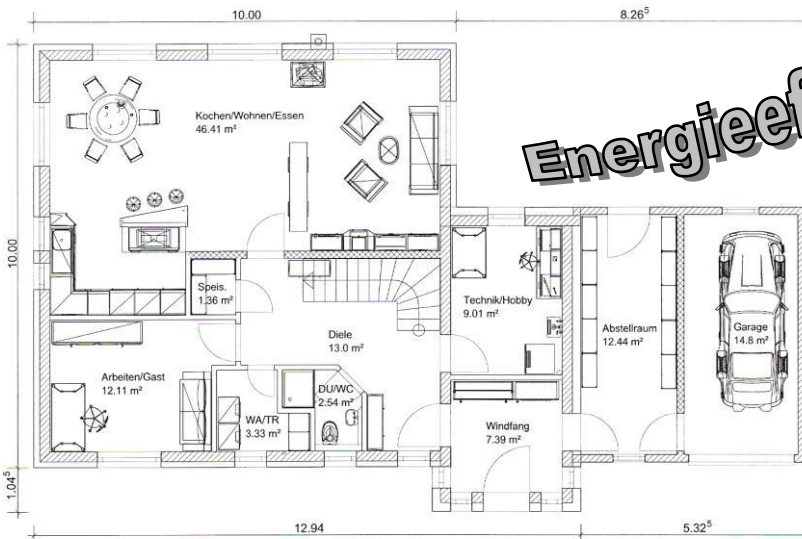 10.00
8.26⁵
Energieef
Kochen/Wohnen/Essen
46.41 m²
10.00
Speis.
1.36 m²
Technik/Hobby
9.01 m²
Diele
13.0 m²
Abstellraum
12.44 m²
Garage
14.8 m²
Arbeiten/Gast
12.11 m²
DU/WC
2.54 m²
WA/TR
3.33 m²
Windfang
7.39 m²
1.04⁵
12.94
5.32⁵